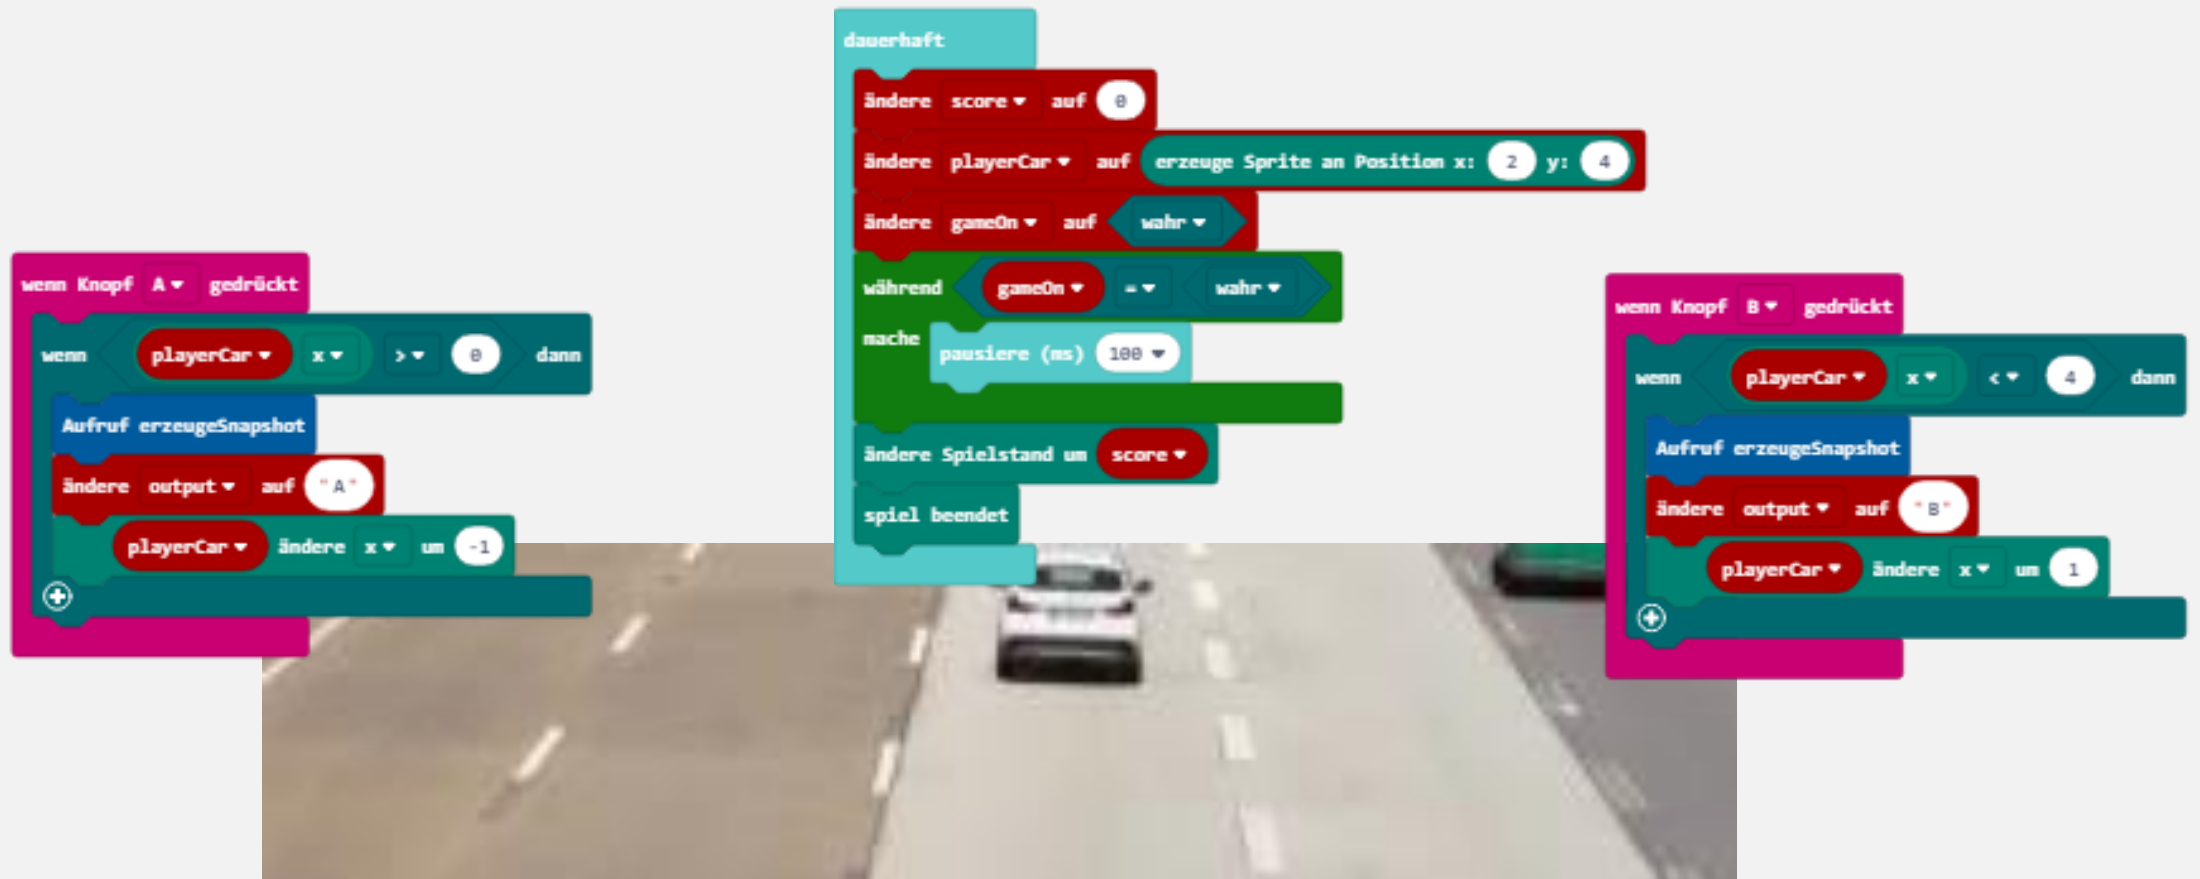 dauerhaft
ändere score auf 0
ändere playerCar auf erzeuge Sprite an Position x: 2 y: 4
ändere gameOn auf wahr
während gameOn = wahr
mache
pausiere (ms) 100
ändere Spielstand um score
spiel beendet
wenn Knopf A gedrückt
wenn playerCar x > 0 dann
Aufruf erzeugeSnapshot
ändere output auf "A"
playerCar ändere x um -1
wenn Knopf B gedrückt
wenn playerCar x < 4 dann
Aufruf erzeugeSnapshot
ändere output auf "B"
playerCar ändere x um 1